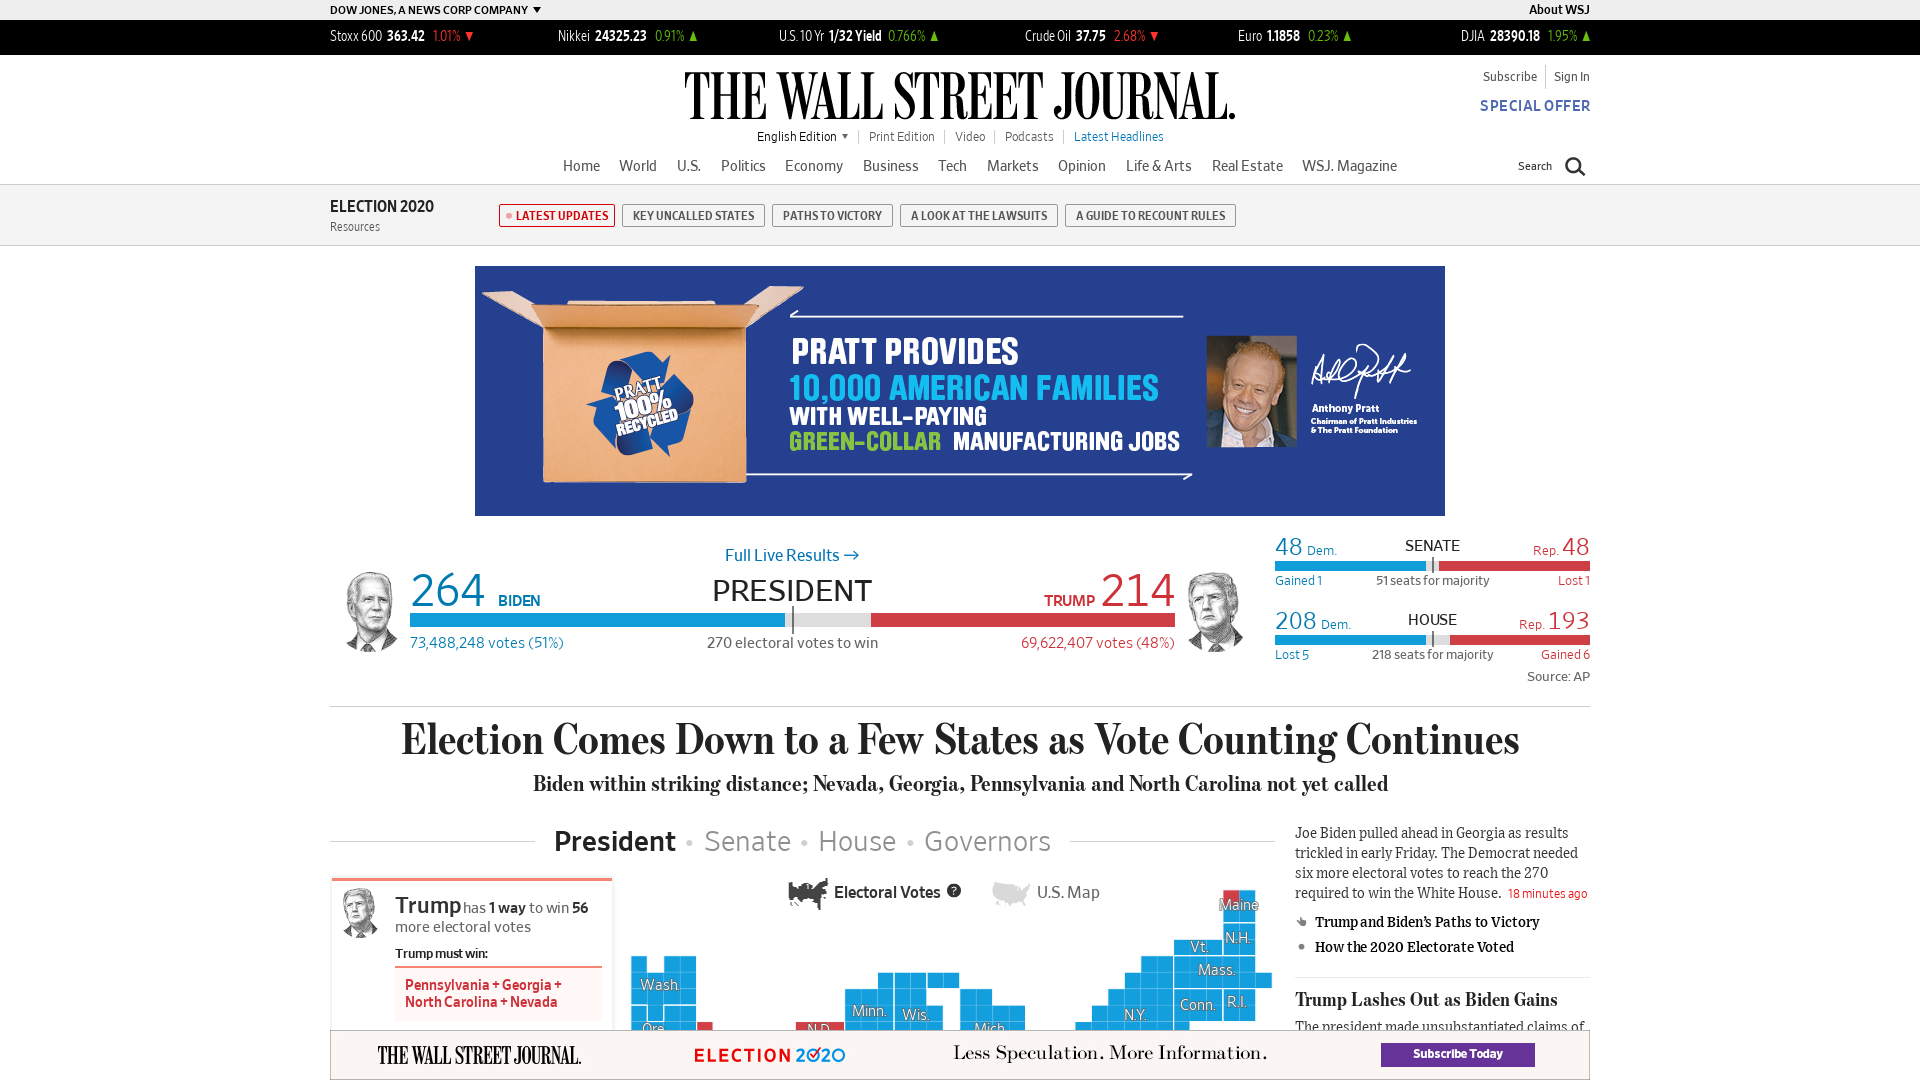 DOW JONES, A NEWS CORP COMPANY
About WSJ
Stoxx 600 363.42 1.01%
Nikkei 24325.23 0.91%
U.S. 10 Yr 1/32 Yield 0.766%
Crude Oil 37.75 2.68%
Euro 1.1858 0.23%
DJIA 28390.18 1.95%
THE WALL STREET JOURNAL.
Subscribe
Sign In
SPECIAL OFFER
English Edition
Print Edition
Video
Podcasts
Latest Headlines
Home World U.S. Politics Economy Business Tech Markets Opinion Life & Arts Real Estate WSJ. Magazine
Search
ELECTION 2020
Resources
LATEST UPDATES
KEY UNCALLED STATES
PATHS TO VICTORY
A LOOK AT THE LAWSUITS
A GUIDE TO RECOUNT RULES
PRATT
100%
RECYCLED
PRATT PROVIDES
10,000 AMERICAN FAMILIES
WITH WELL-PAYING
GREEN-COLLAR MANUFACTURING JOBS
Anthony Pratt
Chairman of Pratt Industries
& The Pratt Foundation
Full Live Results →
264 BIDEN
PRESIDENT
TRUMP 214
73,488,248 votes (51%)
270 electoral votes to win
69,622,407 votes (48%)
48 Dem.
SENATE
Rep. 48
Gained 1
51 seats for majority
Lost 1
208 Dem.
HOUSE
Rep. 193
Lost 5
218 seats for majority
Gained 6
Source: AP
Election Comes Down to a Few States as Vote Counting Continues
Biden within striking distance; Nevada, Georgia, Pennsylvania and North Carolina not yet called
President • Senate • House • Governors
Trump has 1 way to win 56
more electoral votes
Trump must win:
Pennsylvania + Georgia +
North Carolina + Nevada
Electoral Votes ?
U.S. Map
Maine
N.H.
Vt.
Mass.
Wash.
Conn.
R.I.
Minn.
Wis.
N.Y.
Ore.
N.D.
Mich.
Joe Biden pulled ahead in Georgia as results
trickled in early Friday. The Democrat needed
six more electoral votes to reach the 270
required to win the White House. 18 minutes ago
Trump and Biden’s Paths to Victory
How the 2020 Electorate Voted
Trump Lashes Out as Biden Gains
The president made unsubstantiated claims of
THE WALL STREET JOURNAL.
ELECTION 2020
Less Speculation. More Information.
Subscribe Today